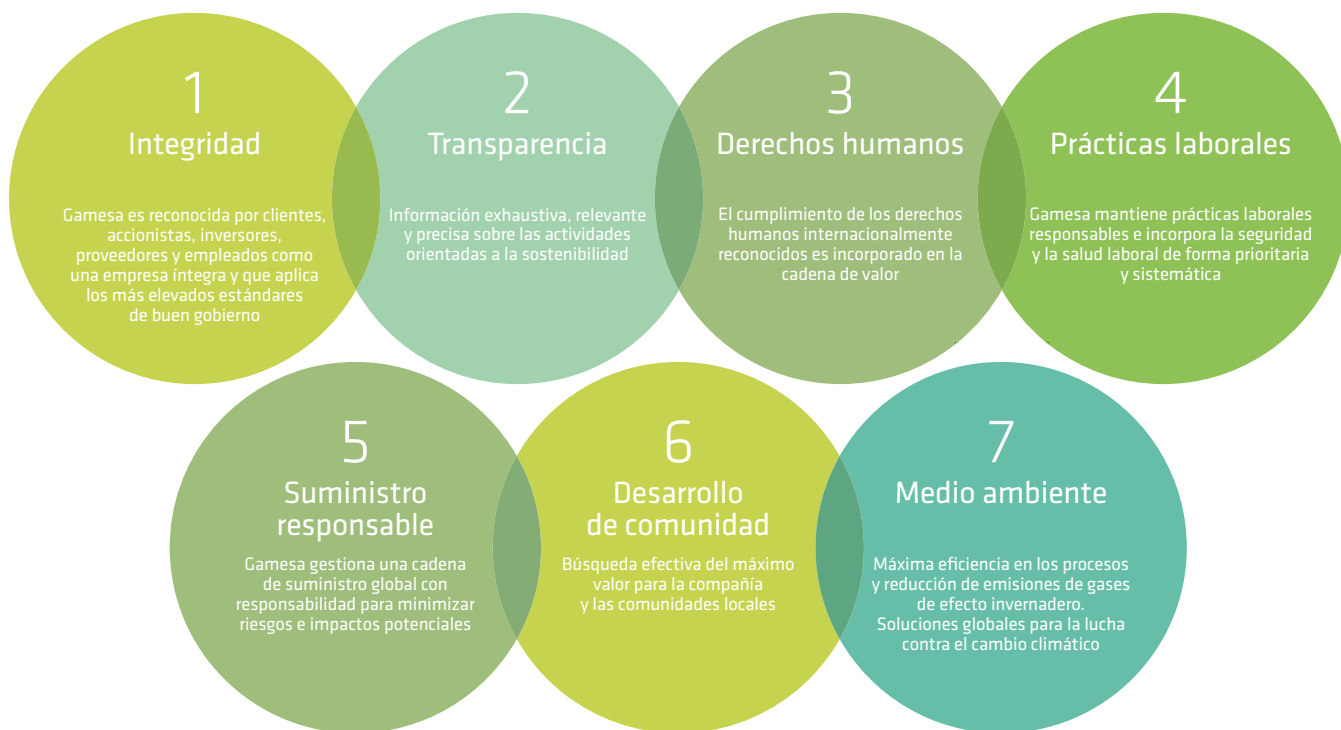 1
Integridad
Gamesa es reconocida por clientes,
accionistas, inversores,
proveedores y empleados como
una empresa íntegra y que aplica
los más elevados estándares
de buen gobierno
2
Transparencia
Información exhaustiva, relevante
y precisa sobre las actividades
orientadas a la sostenibilidad
3
Derechos humanos
El cumplimiento de los derechos
humanos internacionalmente
reconocidos es incorporado en la
cadena de valor
4
Prácticas laborales
Gamesa mantiene prácticas laborales
responsables e incorpora la seguridad
y la salud laboral de forma prioritaria
y sistemática
5
Suministro
responsable
Gamesa gestiona una cadena
de suministro global con
responsabilidad para minimizar
riesgos e impactos potenciales
6
Desarrollo
de comunidad
Búsqueda efectiva del máximo
valor para la compañía
y las comunidades locales
7
Medio ambiente
Máxima eficiencia en los procesos
y reducción de emisiones de gases
de efecto invernadero.
Soluciones globales para la lucha
contra el cambio climático